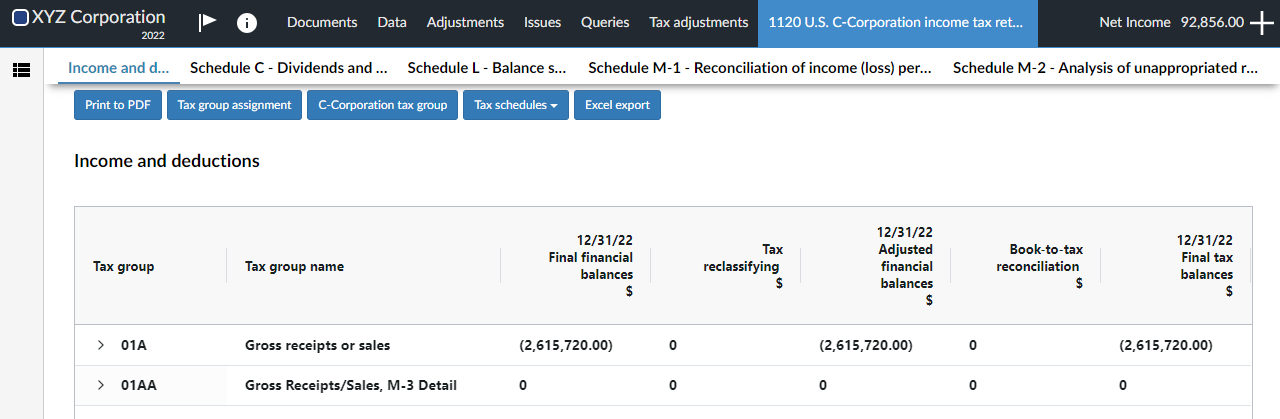 XYZ Corporation
2022
Documents Data Adjustments Issues Queries Tax adjustments 1120 U.S. C-Corporation income tax ret... Net Income 92,856.00
Income and d... Schedule C - Dividends and ... Schedule L - Balance s... Schedule M-1 - Reconciliation of income (loss) per... Schedule M-2 - Analysis of unappropriated r...
Print to PDF Tax group assignment C-Corporation tax group Tax schedules Excel export
Income and deductions
Tax group
Tax group name
12/31/22
Final financial
balances
$
Tax
reclassifying
$
12/31/22
Adjusted
financial
balances
$
Book-to-tax
reconciliation
$
12/31/22
Final tax
balances
$
01A Gross receipts or sales (2,615,720.00) 0 (2,615,720.00) 0 (2,615,720.00)
01AA Gross Receipts/Sales, M-3 Detail 0 0 0 0 0